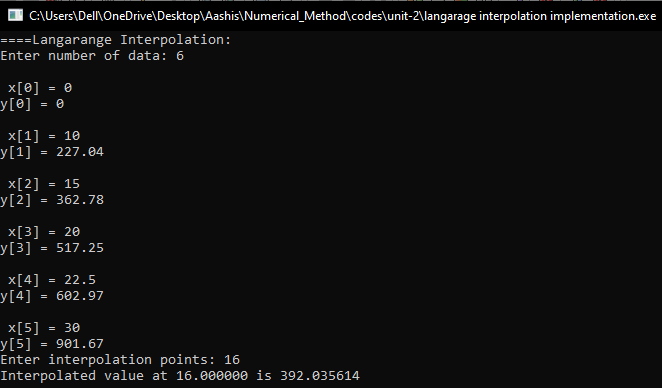 C:\Users\Dell\OneDrive\Desktop\Aashis\Numerical_Method\codes\unit-2\langarage interpolation implementation.exe
====Langarange Interpolation:
Enter number of data: 6
x[0] = 0
y[0] = 0
x[1] = 10
y[1] = 227.04
x[2] = 15
y[2] = 362.78
x[3] = 20
y[3] = 517.25
x[4] = 22.5
y[4] = 602.97
x[5] = 30
y[5] = 901.67
Enter interpolation points: 16
Interpolated value at 16.000000 is 392.035614